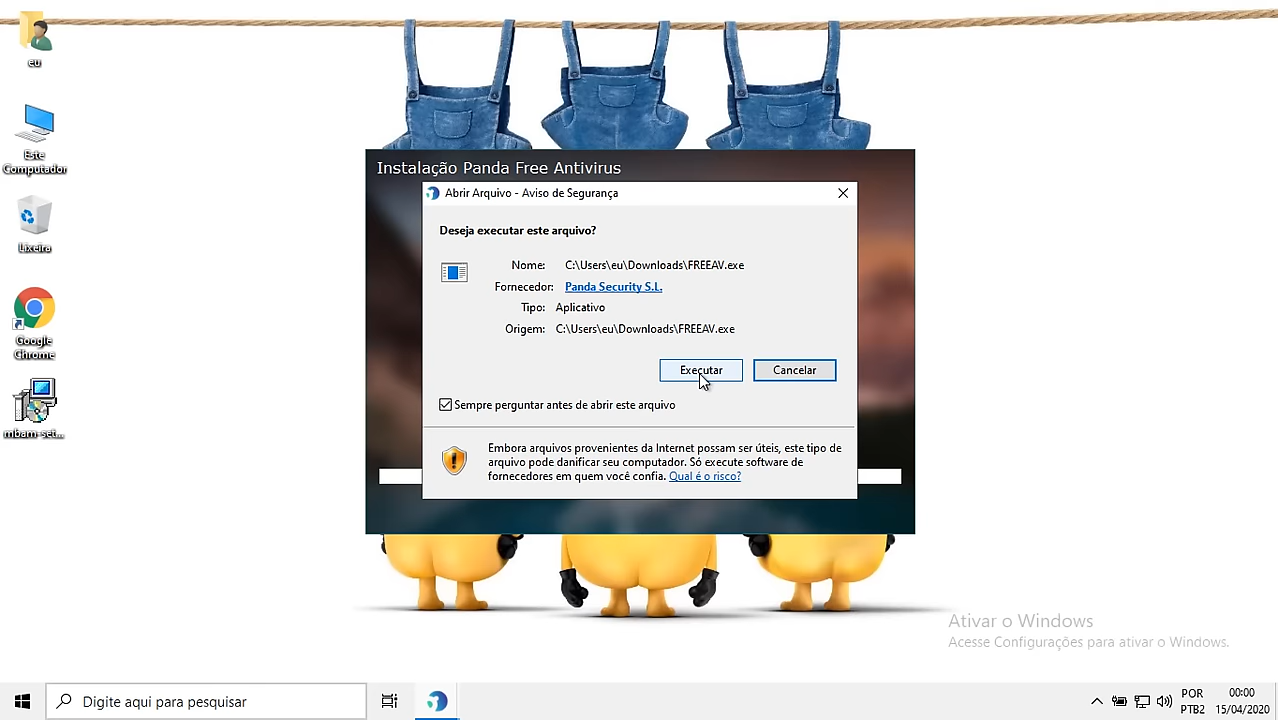 eu
Este
Computador
Lixeira
Google
Chrome
mbam-set...
Instalação Panda Free Antivirus
Abrir Arquivo - Aviso de Segurança
Deseja executar este arquivo?
Nome: C:\Users\eu\Downloads\FREEAV.exe
Fornecedor: Panda Security S.L.
Tipo: Aplicativo
Origem: C:\Users\eu\Downloads\FREEAV.exe
Executar Cancelar
Sempre perguntar antes de abrir este arquivo
Embora arquivos provenientes da Internet possam ser úteis, este tipo de
arquivo pode danificar seu computador. Só execute software de
fornecedores em quem você confia. Qual é o risco?
Ativar o Windows
Acesse Configurações para ativar o Windows.
Digite aqui para pesquisar
POR
PTB2
00:00
15/04/2020